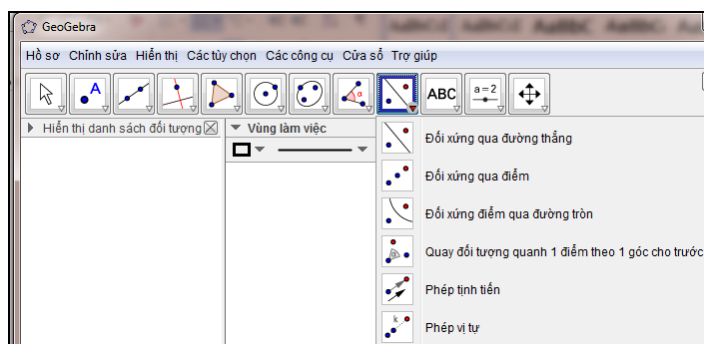 GeoGebra
Hồ sơ Chỉnh sửa Hiển thị Các tùy chọn Các công cụ Cửa sổ Trợ giúp
A ABC a=2
Hiển thị danh sách đối tượng Vùng làm việc
Đối xứng qua đường thẳng
Đối xứng qua điểm
Đối xứng điểm qua đường tròn
Quay đối tượng quanh 1 điểm theo 1 góc cho trước
Phép tịnh tiến
k
Phép vị tự